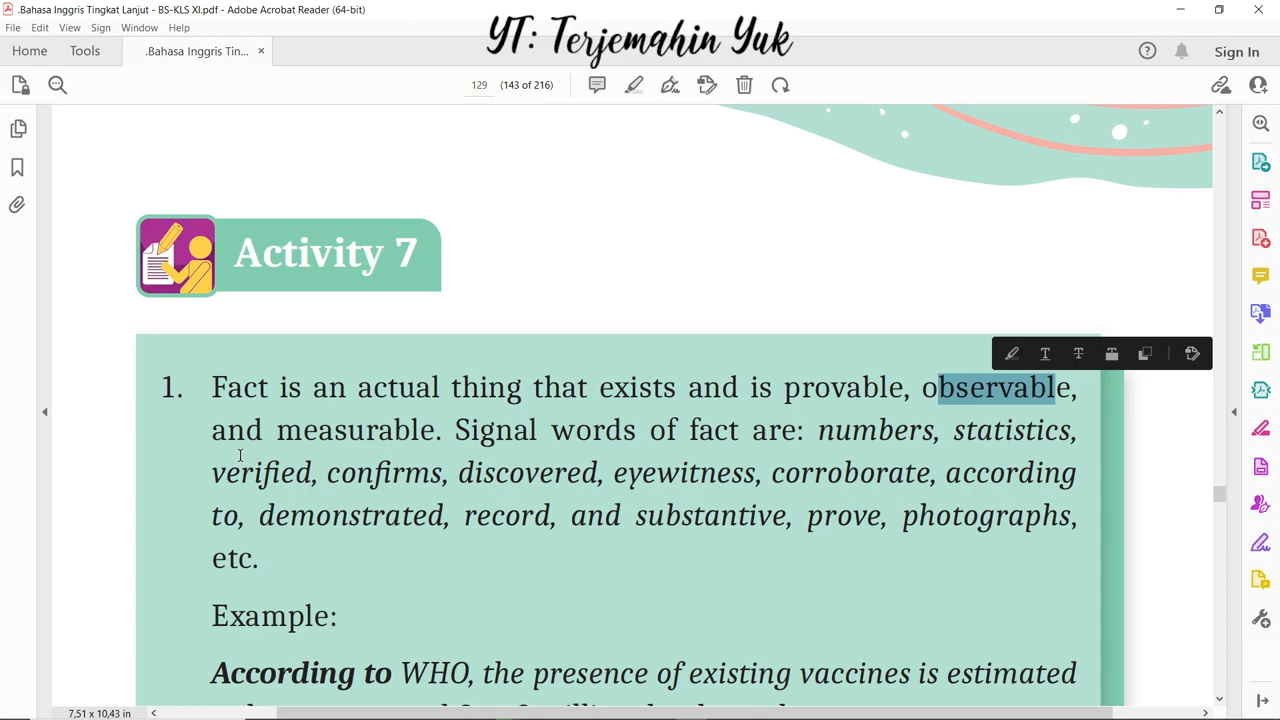 .Bahasa Inggris Tingkat Lanjut - BS-KLS XI.pdf - Adobe Acrobat Reader (64-bit)
File Edit View Sign Window Help
YT: Terjemahin Yuk
Home Tools .Bahasa Inggris Tin... × Sign In
129 (143 of 216)
Activity 7
1. Fact is an actual thing that exists and is provable, observable,
and measurable. Signal words of fact are: numbers, statistics,
verified, confirms, discovered, eyewitness, corroborate, according
to, demonstrated, record, and substantive, prove, photographs,
etc.
Example:
According to WHO, the presence of existing vaccines is estimated
7,51 x 10,43 in